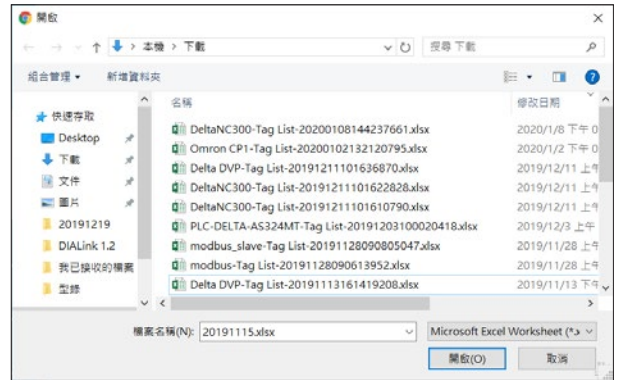 開啟
本機 > 下載
搜尋 下載
組合管理 新增資料夾
名稱 修改日期
快速存取
Desktop
下載
文件
圖片
20191219
DIALink 1.2
我已接收的檔案
型錄
DeltaNC300-Tag List-20200108144237661.xlsx 2020/1/8 下午 0
Omron CP1-Tag List-20200102132120795.xlsx 2020/1/2 下午 0
Delta DVP-Tag List-20191211101636870.xlsx 2019/12/11 上午
DeltaNC300-Tag List-20191211101622828.xlsx 2019/12/11 上午
DeltaNC300-Tag List-20191211101610790.xlsx 2019/12/11 上午
PLC-DELTA-AS324MT-Tag List-20191203100020418.xlsx 2019/12/3 上午
modbus_slave-Tag List-20191128090805047.xlsx 2019/11/28 上午
modbus-Tag List-20191128090613952.xlsx 2019/11/28 上午
Delta DVP-Tag List-20191113161419208.xlsx 2019/11/13 下午
檔案名稱(N): 20191115.xlsx Microsoft Excel Worksheet (*.x
開啟(O) 取消